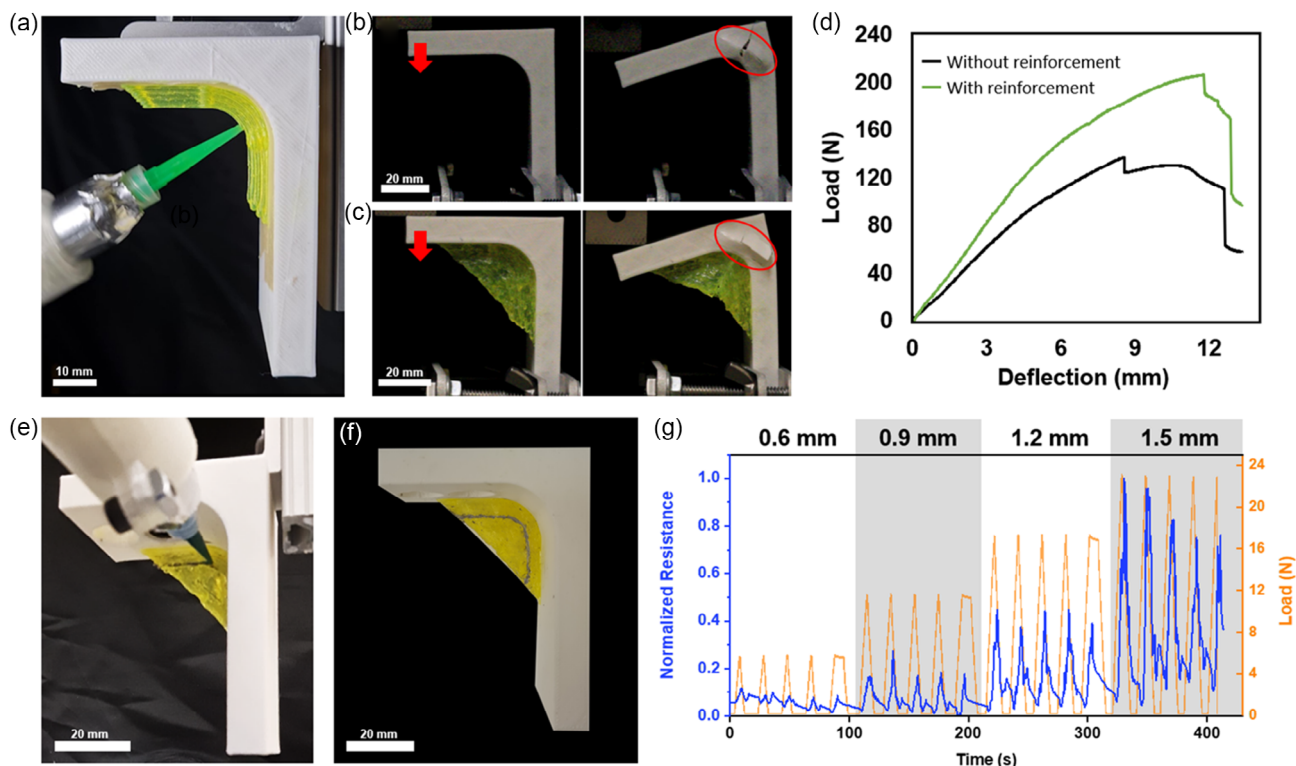 (a)
(b)
10 mm
(b)
20 mm
(c)
20 mm
(d)
Without reinforcement
With reinforcement
240
200
160
120
80
40
0
Load (N)
0 3 6 9 12
Deflection (mm)
(e)
20 mm
(f)
20 mm
(g)
0.6 mm 0.9 mm 1.2 mm 1.5 mm
1.0
0.8
0.6
0.4
0.2
0.0
Normalized Resistance
24
20
16
12
8
4
0
Load (N)
0 100 200 300 400
Time (s)